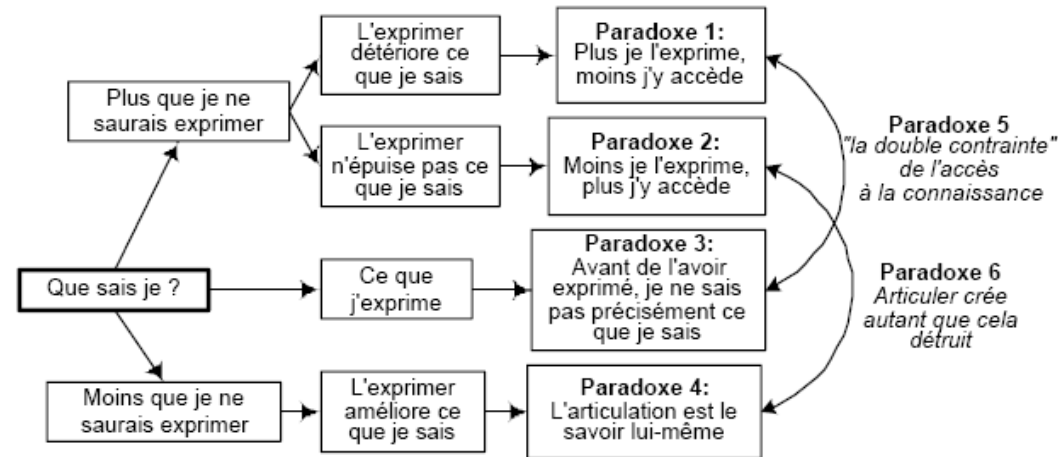 L'exprimer
détériore ce
que je sais
Paradoxe 1:
Plus je l'exprime,
moins j'y accède
Plus que je ne
saurais exprimer
L'exprimer
n'épuise pas ce
que je sais
Paradoxe 2:
Moins je l'exprime,
plus j'y accède
Paradoxe 5
"la double contrainte"
de l'accès
à la connaissance
Que sais je ?
Ce que
j'exprime
Paradoxe 3:
Avant de l'avoir
exprimé, je ne sais
pas précisément ce
que je sais
Paradoxe 6
Articuler crée
autant que cela
détruit
Moins que je ne
saurais exprimer
L'exprimer
améliore ce
que je sais
Paradoxe 4:
L'articulation est le
savoir lui-même